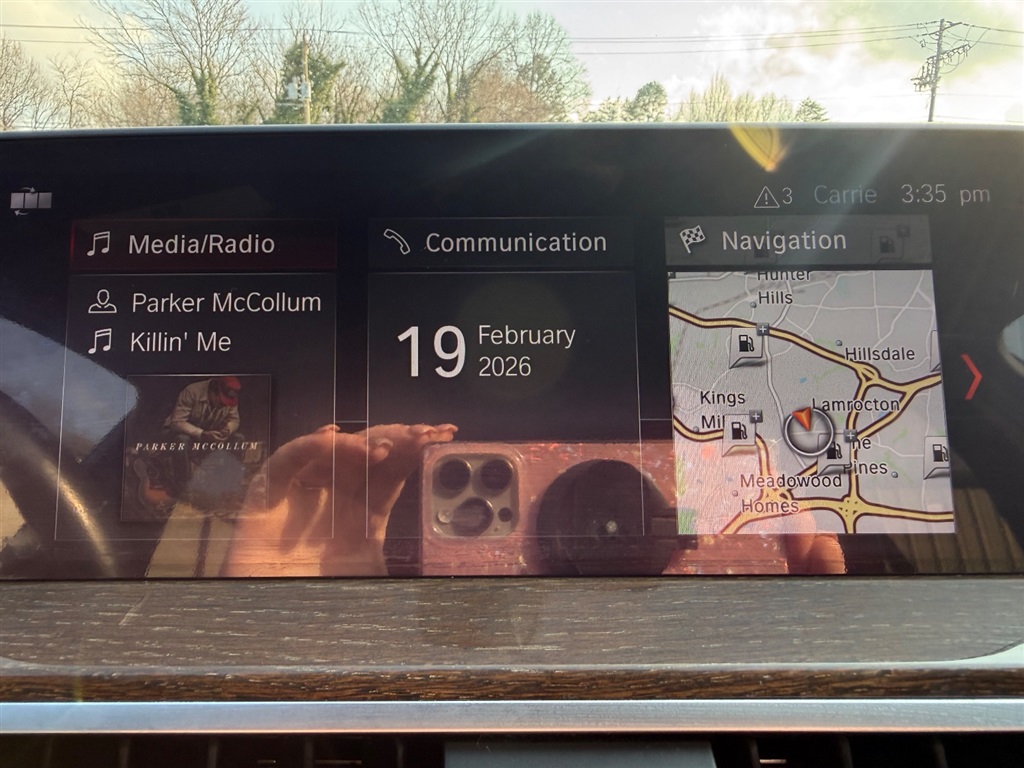 3 Carrie 3:35 pm
Media/Radio
Parker McCollum
Killin' Me
PARKER MCCOLLUM
Communication
19 February
2026
Navigation
Hunter
Hills
Hillsdale
Kings
Lamrocton
Pines
Meadowood
Homes